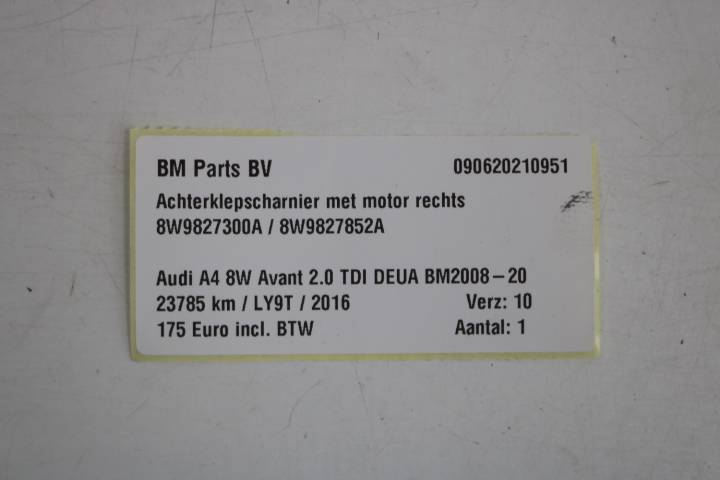 BM Parts BV 090620210951
Achterklepscharnier met motor rechts
8W9827300A / 8W9827852A
Audi A4 8W Avant 2.0 TDI DEUA BM2008-20
23785 km / LY9T / 2016 Verz: 10
175 Euro incl. BTW Aantal: 1